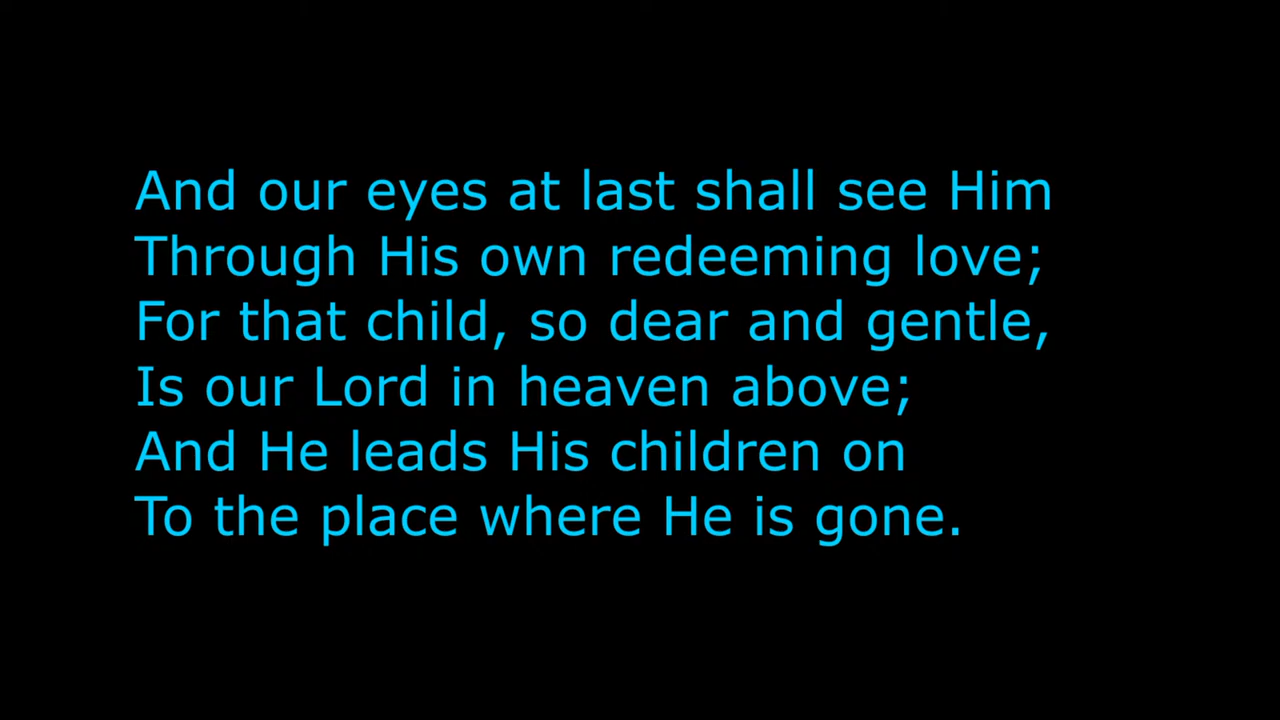 And our eyes at last shall see Him
Through His own redeeming love;
For that child, so dear and gentle,
Is our Lord in heaven above;
And He leads His children on
To the place where He is gone.